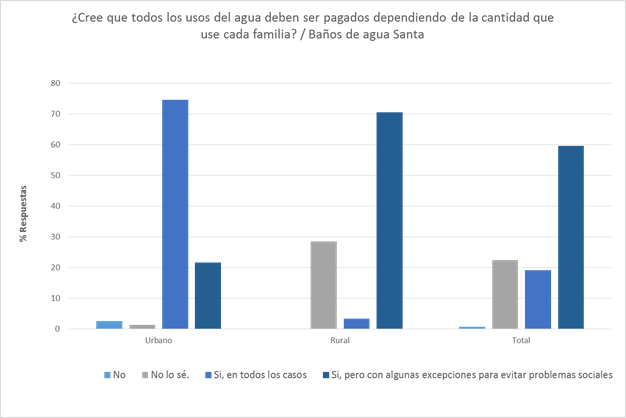 ¿Cree que todos los usos del agua deben ser pagados dependiendo de la cantidad que
use cada familia? / Baños de agua Santa
80
70
60
50
40
30
20
10
0
% Respuestas
Urbano
Rural
Total
No
No lo sé.
Si, en todos los casos
Si, pero con algunas excepciones para evitar problemas sociales